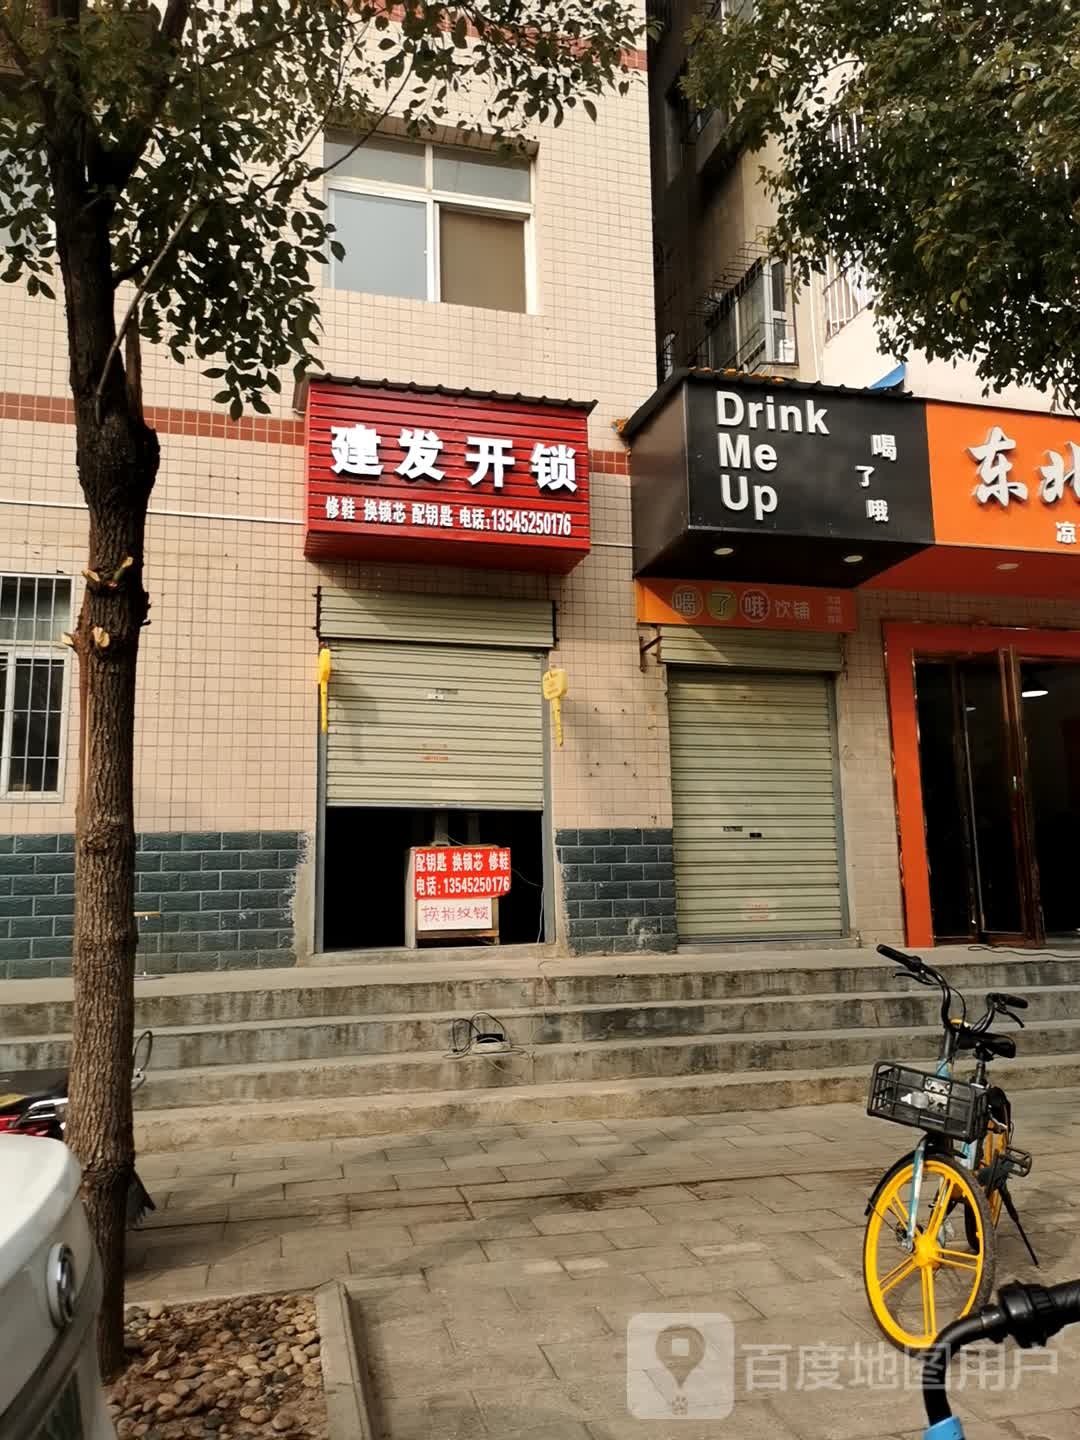 建发开锁
修鞋 换锁芯 配钥匙 电话:13545250176
Drink
Me
Up
喝
了
哦
东北
凉
喝了哦饮铺
配钥匙 换锁芯 修鞋
电话:13545250176
换指纹锁
百度地图用户